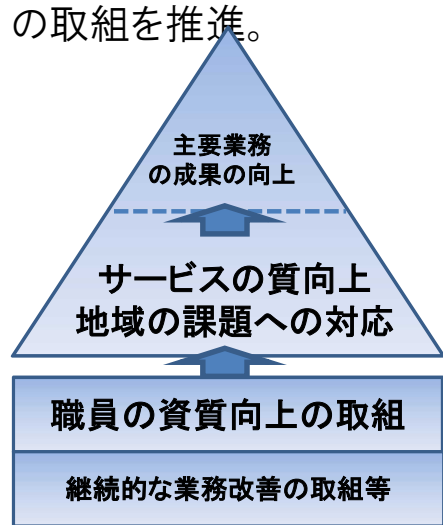 の取組を推進。
主要業務
の成果の向上
サービスの質向上
地域の課題への対応
職員の資質向上の取組
継続的な業務改善の取組等